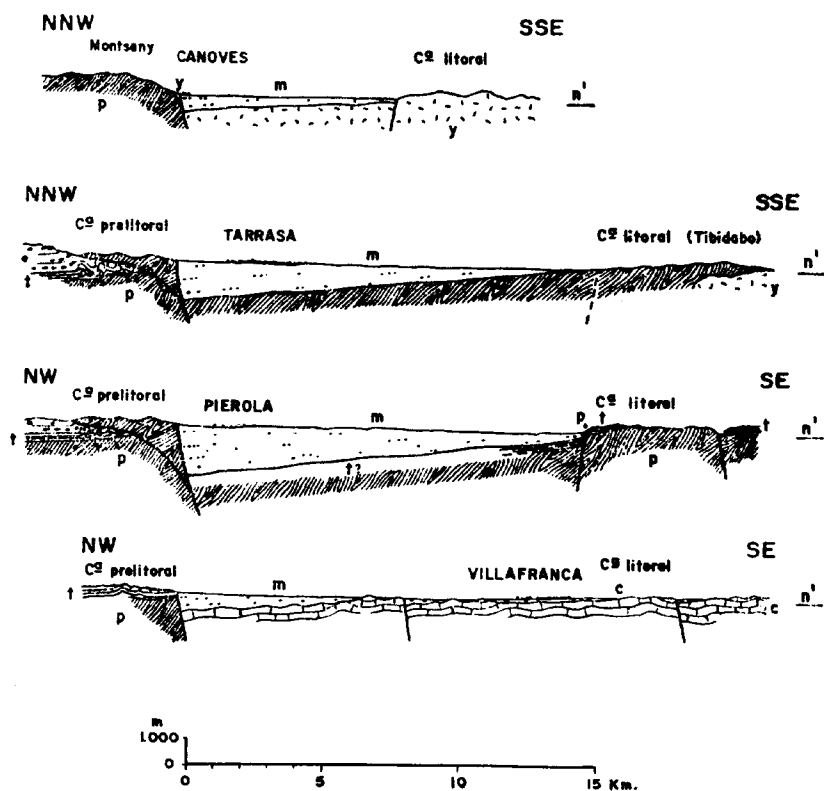 NNW SSE
Montseny CANOVES Cª litoral
y m n'
p y
NNW SSE
Cª prelitoral TARRASA m Cª litoral (Tibidabo)
n'
t p y
NW SE
Cª prelitoral PIEROLA m Cª litoral
p t t n'
t p t? p
NW SE
Cª prelitoral m VILLAFRANCA Cª litoral
c
t n'
p c
m
1.000
0
0 5 10 15 Km.